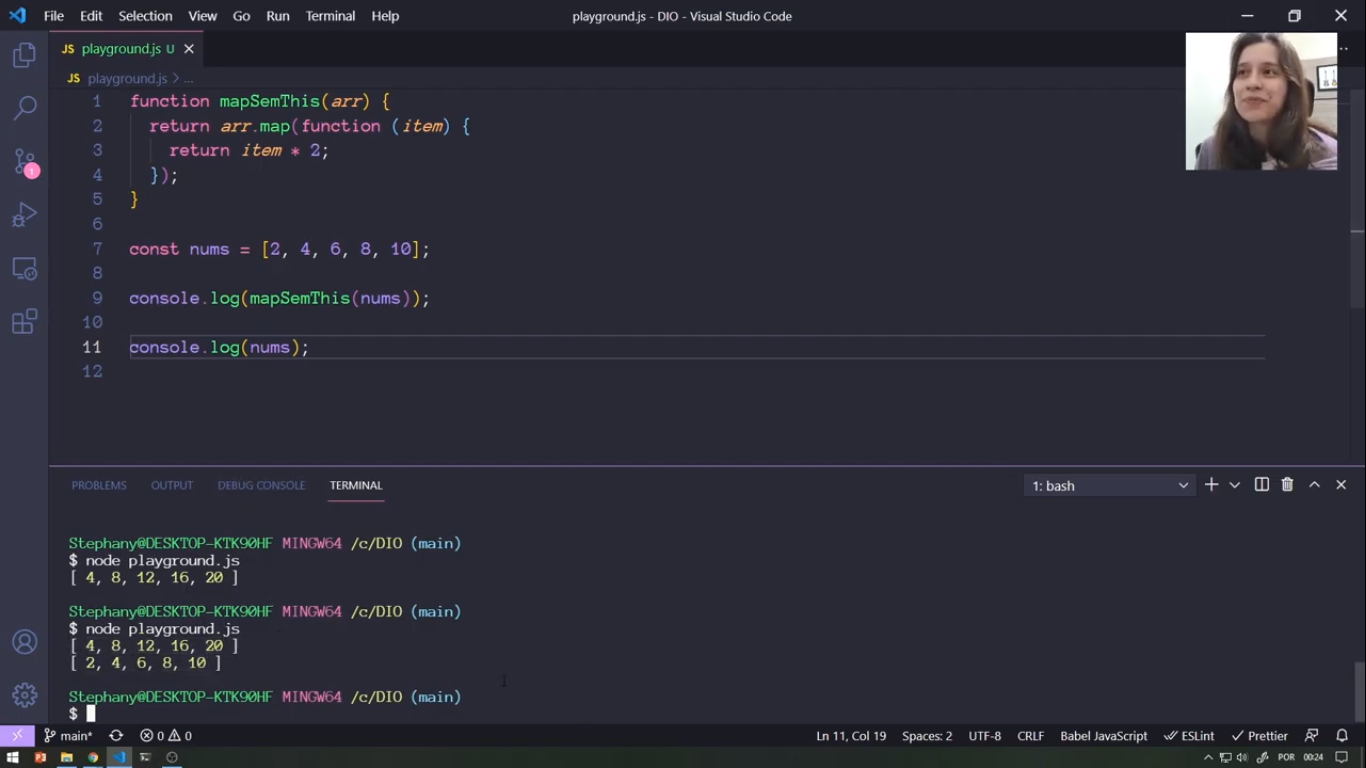 File Edit Selection View Go Run Terminal Help playground.js - DIO - Visual Studio Code
JS playground.js U
JS playground.js > ...
1 function mapSemThis(arr) {
2 return arr.map(function (item) {
3 return item * 2;
4 });
5 }
6
7 const nums = [2, 4, 6, 8, 10];
8
9 console.log(mapSemThis(nums));
10
11 console.log(nums);
12
1
PROBLEMS OUTPUT DEBUG CONSOLE TERMINAL 1: bash
Stephany@DESKTOP-KTK90HF MINGW64 /c/DIO (main)
$ node playground.js
[ 4, 8, 12, 16, 20 ]
Stephany@DESKTOP-KTK90HF MINGW64 /c/DIO (main)
$ node playground.js
[ 4, 8, 12, 16, 20 ]
[ 2, 4, 6, 8, 10 ]
Stephany@DESKTOP-KTK90HF MINGW64 /c/DIO (main)
$
main* 0 0 Ln 11, Col 19 Spaces: 2 UTF-8 CRLF Babel JavaScript ESLint Prettier
POR 00:24